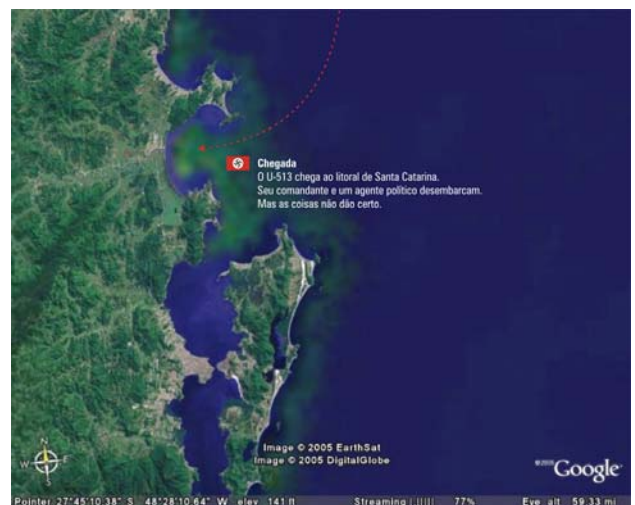 Chegada
O U-513 chega ao litoral de Santa Catarina.
Seu comandante e um agente político desembarcam.
Mas as coisas não dão certo.
N
W E
S
Image © 2005 EarthSat
Image © 2005 DigitalGlobe
©2005 Google
Pointer 27°45'10.38" S 48°28'10.64" W elev 141 ft Streaming |||||| 77% Eye alt 59.33 mi